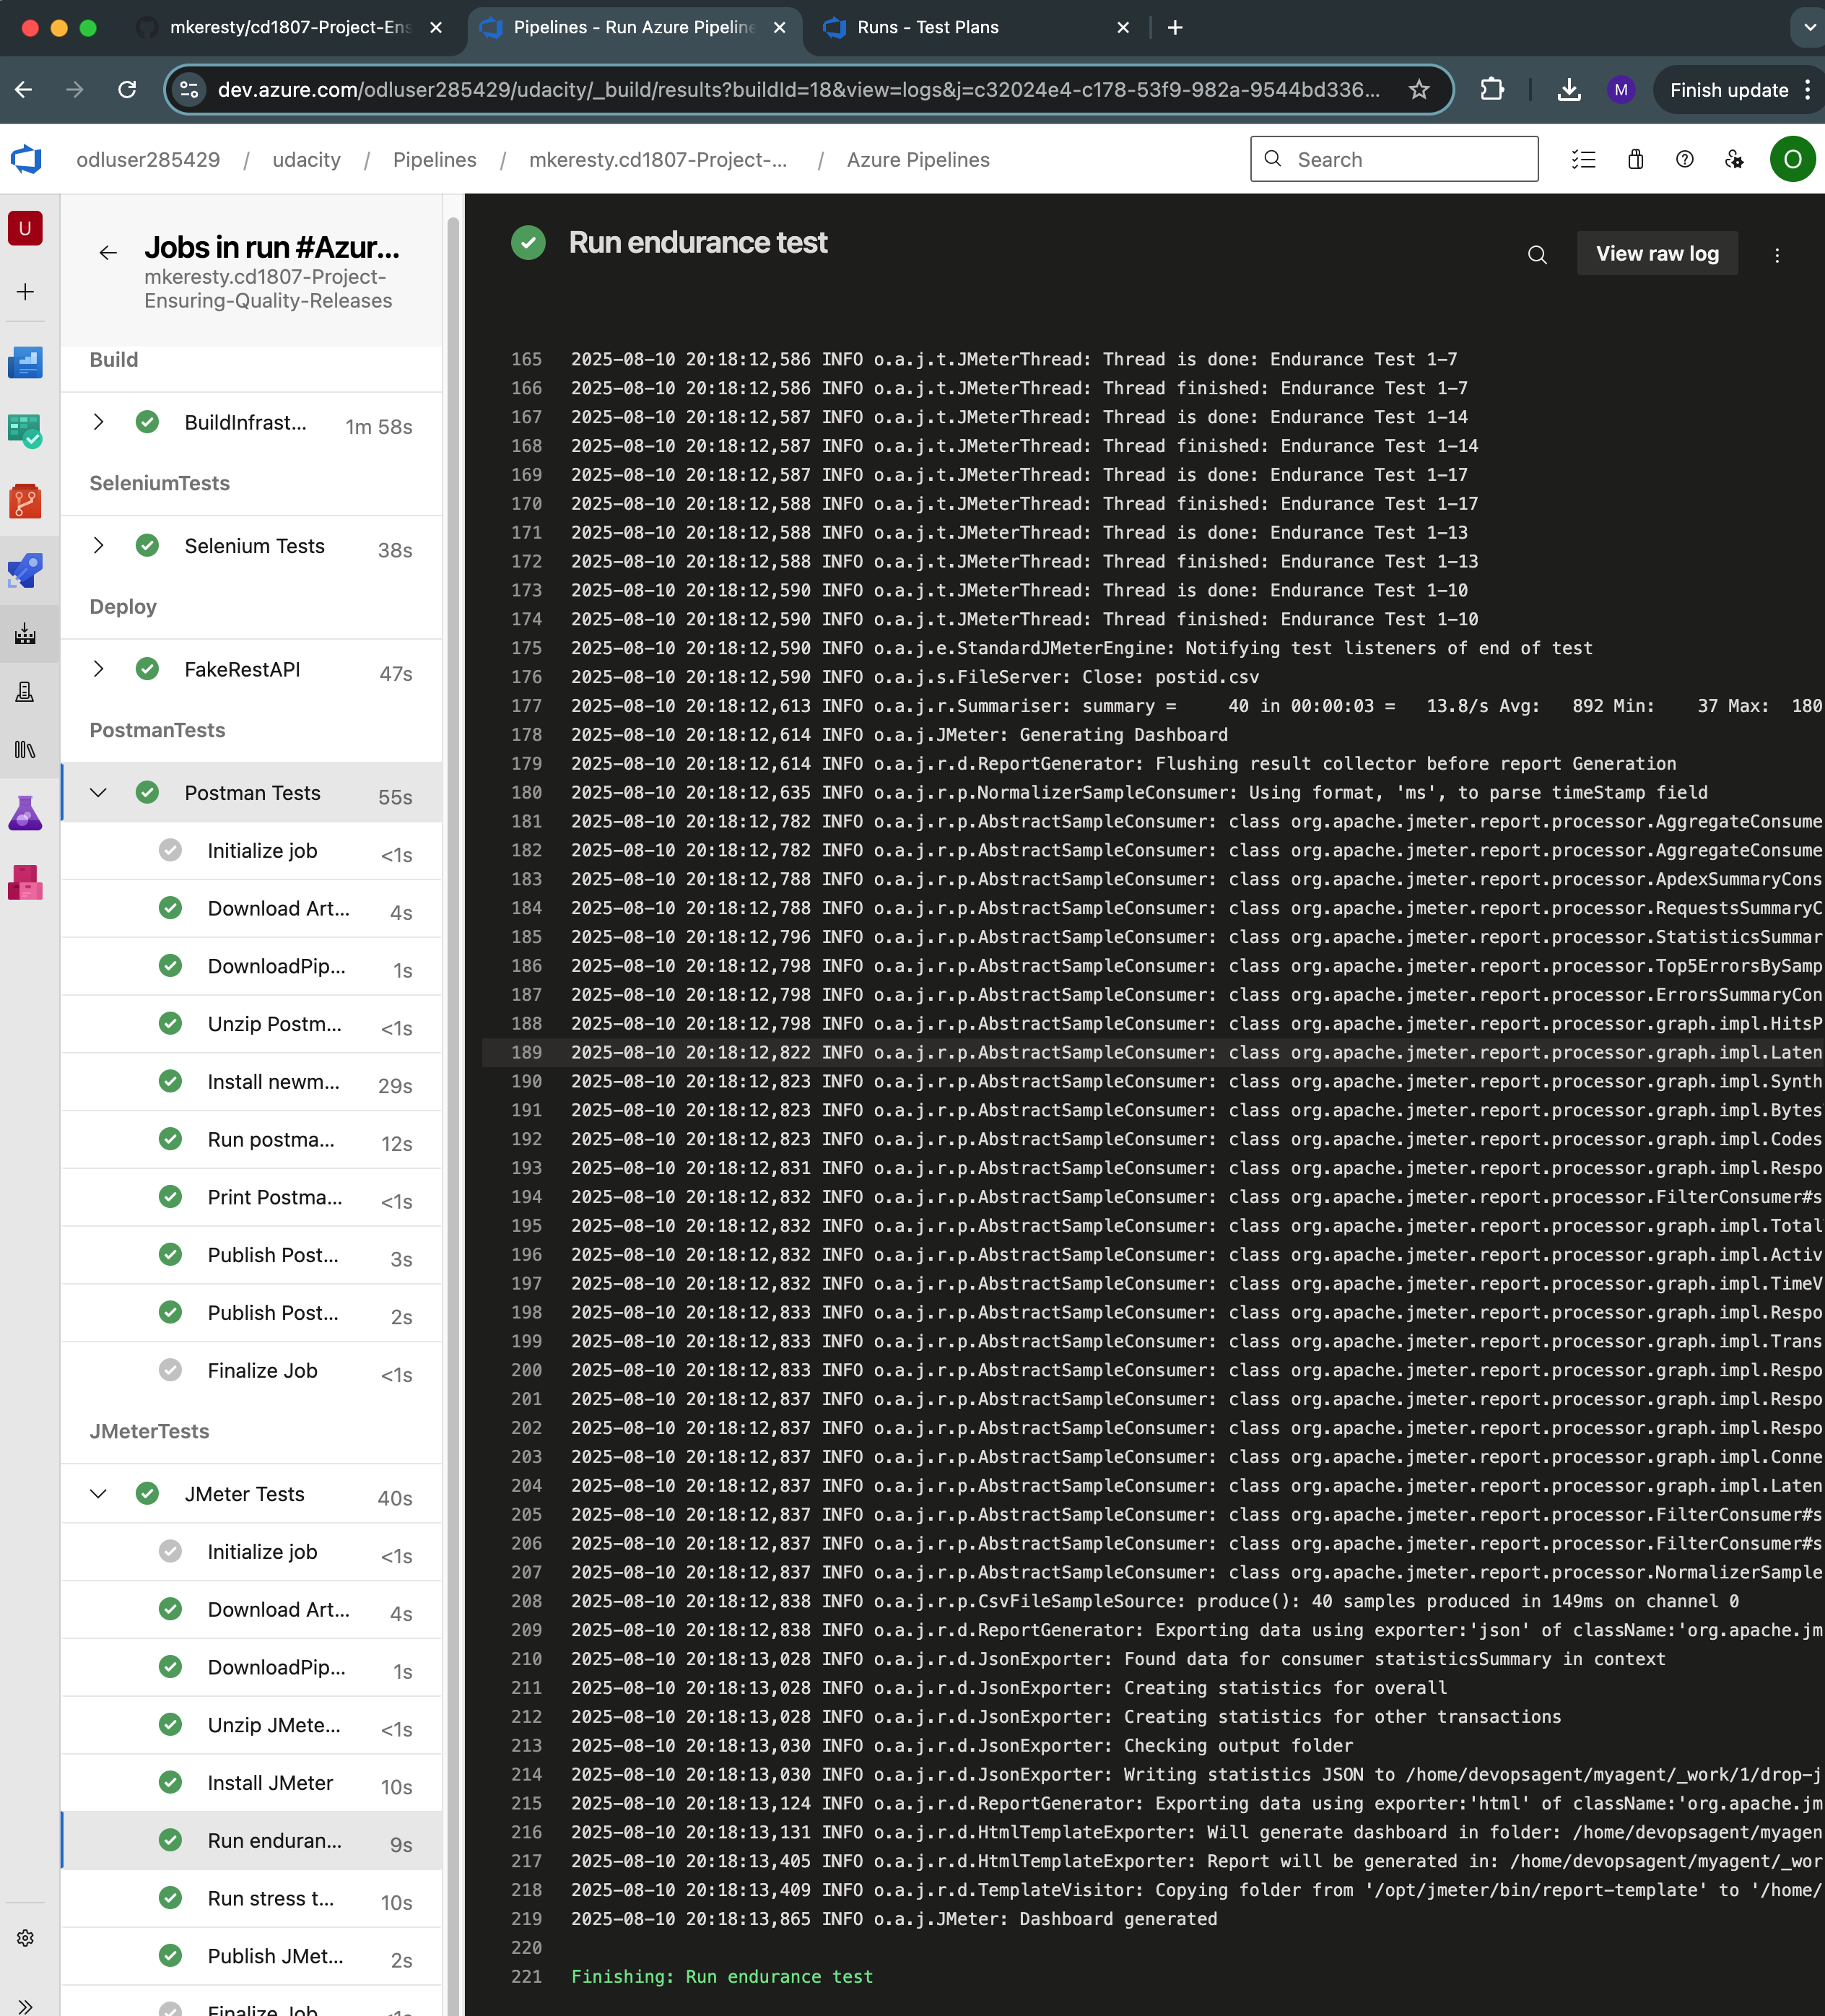 mkeresty/cd1807-Project-Ens
Pipelines - Run Azure Pipeline
Runs - Test Plans
dev.azure.com/odluser285429/udacity/_build/results?buildId=18&view=logs&j=c32024e4-c178-53f9-982a-9544bd336...
M
Finish update
odluser285429 / udacity / Pipelines / mkeresty.cd1807-Project-... / Azure Pipelines
Search
O
U
Jobs in run #Azur...
mkeresty.cd1807-Project-
Ensuring-Quality-Releases
Build
BuildInfrast... 1m 58s
SeleniumTests
Selenium Tests 38s
Deploy
FakeRestAPI 47s
PostmanTests
Postman Tests 55s
Initialize job <1s
Download Art... 4s
DownloadPip... 1s
Unzip Postm... <1s
Install newm... 29s
Run postma... 12s
Print Postma... <1s
Publish Post... 3s
Publish Post... 2s
Finalize Job <1s
JMeterTests
JMeter Tests 40s
Initialize job <1s
Download Art... 4s
DownloadPip... 1s
Unzip JMete... <1s
Install JMeter 10s
Run enduran... 9s
Run stress t... 10s
Publish JMet... 2s
Finalize Job <1s
Run endurance test
View raw log
165 2025-08-10 20:18:12,586 INFO o.a.j.t.JMeterThread: Thread is done: Endurance Test 1-7
166 2025-08-10 20:18:12,586 INFO o.a.j.t.JMeterThread: Thread finished: Endurance Test 1-7
167 2025-08-10 20:18:12,587 INFO o.a.j.t.JMeterThread: Thread is done: Endurance Test 1-14
168 2025-08-10 20:18:12,587 INFO o.a.j.t.JMeterThread: Thread finished: Endurance Test 1-14
169 2025-08-10 20:18:12,587 INFO o.a.j.t.JMeterThread: Thread is done: Endurance Test 1-17
170 2025-08-10 20:18:12,588 INFO o.a.j.t.JMeterThread: Thread finished: Endurance Test 1-17
171 2025-08-10 20:18:12,588 INFO o.a.j.t.JMeterThread: Thread is done: Endurance Test 1-13
172 2025-08-10 20:18:12,588 INFO o.a.j.t.JMeterThread: Thread finished: Endurance Test 1-13
173 2025-08-10 20:18:12,590 INFO o.a.j.t.JMeterThread: Thread is done: Endurance Test 1-10
174 2025-08-10 20:18:12,590 INFO o.a.j.t.JMeterThread: Thread finished: Endurance Test 1-10
175 2025-08-10 20:18:12,590 INFO o.a.j.e.StandardJMeterEngine: Notifying test listeners of end of test
176 2025-08-10 20:18:12,590 INFO o.a.j.s.FileServer: Close: postid.csv
177 2025-08-10 20:18:12,613 INFO o.a.j.r.Summariser: summary = 40 in 00:00:03 = 13.8/s Avg: 892 Min: 37 Max: 180
178 2025-08-10 20:18:12,614 INFO o.a.j.JMeter: Generating Dashboard
179 2025-08-10 20:18:12,614 INFO o.a.j.r.d.ReportGenerator: Flushing result collector before report Generation
180 2025-08-10 20:18:12,635 INFO o.a.j.r.p.NormalizerSampleConsumer: Using format, 'ms', to parse timeStamp field
181 2025-08-10 20:18:12,782 INFO o.a.j.r.p.AbstractSampleConsumer: class org.apache.jmeter.report.processor.AggregateConsume
182 2025-08-10 20:18:12,782 INFO o.a.j.r.p.AbstractSampleConsumer: class org.apache.jmeter.report.processor.AggregateConsume
183 2025-08-10 20:18:12,788 INFO o.a.j.r.p.AbstractSampleConsumer: class org.apache.jmeter.report.processor.ApdexSummaryCons
184 2025-08-10 20:18:12,788 INFO o.a.j.r.p.AbstractSampleConsumer: class org.apache.jmeter.report.processor.RequestsSummaryC
185 2025-08-10 20:18:12,796 INFO o.a.j.r.p.AbstractSampleConsumer: class org.apache.jmeter.report.processor.StatisticsSummar
186 2025-08-10 20:18:12,798 INFO o.a.j.r.p.AbstractSampleConsumer: class org.apache.jmeter.report.processor.Top5ErrorsBySamp
187 2025-08-10 20:18:12,798 INFO o.a.j.r.p.AbstractSampleConsumer: class org.apache.jmeter.report.processor.ErrorsSummaryCon
188 2025-08-10 20:18:12,798 INFO o.a.j.r.p.AbstractSampleConsumer: class org.apache.jmeter.report.processor.graph.impl.HitsP
189 2025-08-10 20:18:12,822 INFO o.a.j.r.p.AbstractSampleConsumer: class org.apache.jmeter.report.processor.graph.impl.Laten
190 2025-08-10 20:18:12,823 INFO o.a.j.r.p.AbstractSampleConsumer: class org.apache.jmeter.report.processor.graph.impl.Synth
191 2025-08-10 20:18:12,823 INFO o.a.j.r.p.AbstractSampleConsumer: class org.apache.jmeter.report.processor.graph.impl.Bytes
192 2025-08-10 20:18:12,823 INFO o.a.j.r.p.AbstractSampleConsumer: class org.apache.jmeter.report.processor.graph.impl.Codes
193 2025-08-10 20:18:12,831 INFO o.a.j.r.p.AbstractSampleConsumer: class org.apache.jmeter.report.processor.graph.impl.Respo
194 2025-08-10 20:18:12,832 INFO o.a.j.r.p.AbstractSampleConsumer: class org.apache.jmeter.report.processor.FilterConsumer#s
195 2025-08-10 20:18:12,832 INFO o.a.j.r.p.AbstractSampleConsumer: class org.apache.jmeter.report.processor.graph.impl.Total
196 2025-08-10 20:18:12,832 INFO o.a.j.r.p.AbstractSampleConsumer: class org.apache.jmeter.report.processor.graph.impl.Activ
197 2025-08-10 20:18:12,832 INFO o.a.j.r.p.AbstractSampleConsumer: class org.apache.jmeter.report.processor.graph.impl.TimeV
198 2025-08-10 20:18:12,833 INFO o.a.j.r.p.AbstractSampleConsumer: class org.apache.jmeter.report.processor.graph.impl.Respo
199 2025-08-10 20:18:12,833 INFO o.a.j.r.p.AbstractSampleConsumer: class org.apache.jmeter.report.processor.graph.impl.Trans
200 2025-08-10 20:18:12,833 INFO o.a.j.r.p.AbstractSampleConsumer: class org.apache.jmeter.report.processor.graph.impl.Respo
201 2025-08-10 20:18:12,837 INFO o.a.j.r.p.AbstractSampleConsumer: class org.apache.jmeter.report.processor.graph.impl.Respo
202 2025-08-10 20:18:12,837 INFO o.a.j.r.p.AbstractSampleConsumer: class org.apache.jmeter.report.processor.graph.impl.Respo
203 2025-08-10 20:18:12,837 INFO o.a.j.r.p.AbstractSampleConsumer: class org.apache.jmeter.report.processor.graph.impl.Conne
204 2025-08-10 20:18:12,837 INFO o.a.j.r.p.AbstractSampleConsumer: class org.apache.jmeter.report.processor.graph.impl.Laten
205 2025-08-10 20:18:12,837 INFO o.a.j.r.p.AbstractSampleConsumer: class org.apache.jmeter.report.processor.FilterConsumer#s
206 2025-08-10 20:18:12,837 INFO o.a.j.r.p.AbstractSampleConsumer: class org.apache.jmeter.report.processor.FilterConsumer#s
207 2025-08-10 20:18:12,837 INFO o.a.j.r.p.AbstractSampleConsumer: class org.apache.jmeter.report.processor.NormalizerSample
208 2025-08-10 20:18:12,838 INFO o.a.j.r.p.CsvFileSampleSource: produce(): 40 samples produced in 149ms on channel 0
209 2025-08-10 20:18:12,838 INFO o.a.j.r.d.ReportGenerator: Exporting data using exporter:'json' of className:'org.apache.jm
210 2025-08-10 20:18:13,028 INFO o.a.j.r.d.JsonExporter: Found data for consumer statisticsSummary in context
211 2025-08-10 20:18:13,028 INFO o.a.j.r.d.JsonExporter: Creating statistics for overall
212 2025-08-10 20:18:13,028 INFO o.a.j.r.d.JsonExporter: Creating statistics for other transactions
213 2025-08-10 20:18:13,030 INFO o.a.j.r.d.JsonExporter: Checking output folder
214 2025-08-10 20:18:13,030 INFO o.a.j.r.d.JsonExporter: Writing statistics JSON to /home/devopsagent/myagent/_work/1/drop-j
215 2025-08-10 20:18:13,124 INFO o.a.j.r.d.ReportGenerator: Exporting data using exporter:'html' of className:'org.apache.jm
216 2025-08-10 20:18:13,131 INFO o.a.j.r.d.HtmlTemplateExporter: Will generate dashboard in folder: /home/devopsagent/myagen
217 2025-08-10 20:18:13,405 INFO o.a.j.r.d.HtmlTemplateExporter: Report will be generated in: /home/devopsagent/myagent/_wor
218 2025-08-10 20:18:13,409 INFO o.a.j.r.d.TemplateVisitor: Copying folder from '/opt/jmeter/bin/report-template' to '/home/
219 2025-08-10 20:18:13,865 INFO o.a.j.JMeter: Dashboard generated
220
221 Finishing: Run endurance test